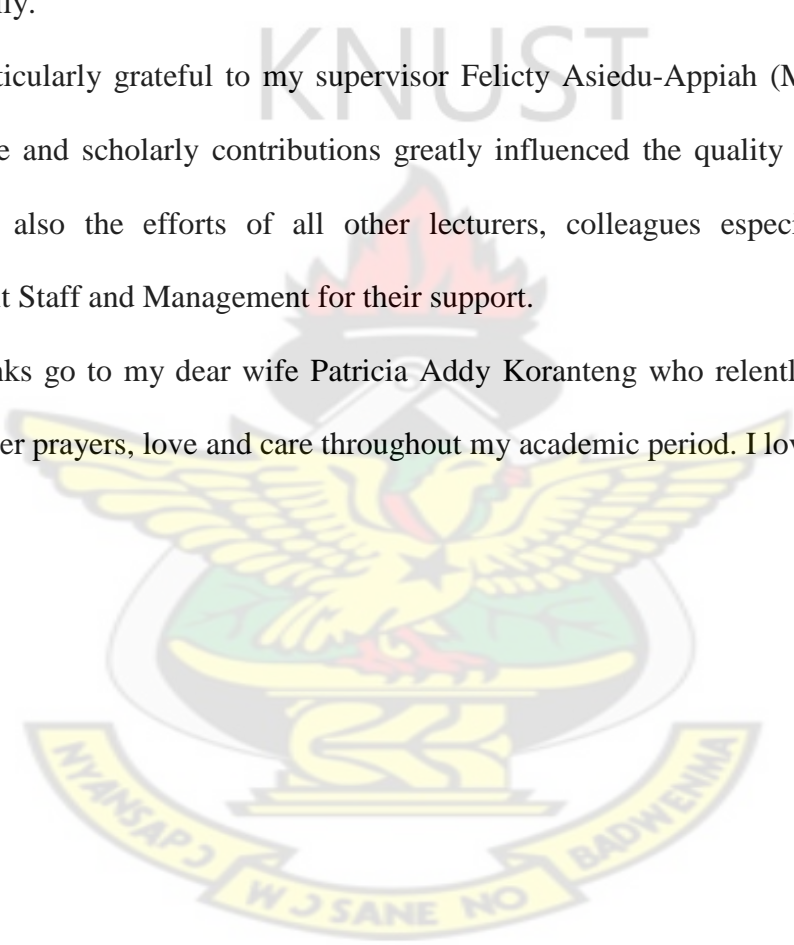 KNUST
ticularly grateful to my supervisor Felicty Asiedu-Appiah (M
e and scholarly contributions greatly influenced the quality
also the efforts of all other lecturers, colleagues espec
t Staff and Management for their support.
nks go to my dear wife Patricia Addy Koranteng who relentl
er prayers, love and care throughout my academic period. I lov
NYANSAPƆ WƆSANE NO BADWENMA